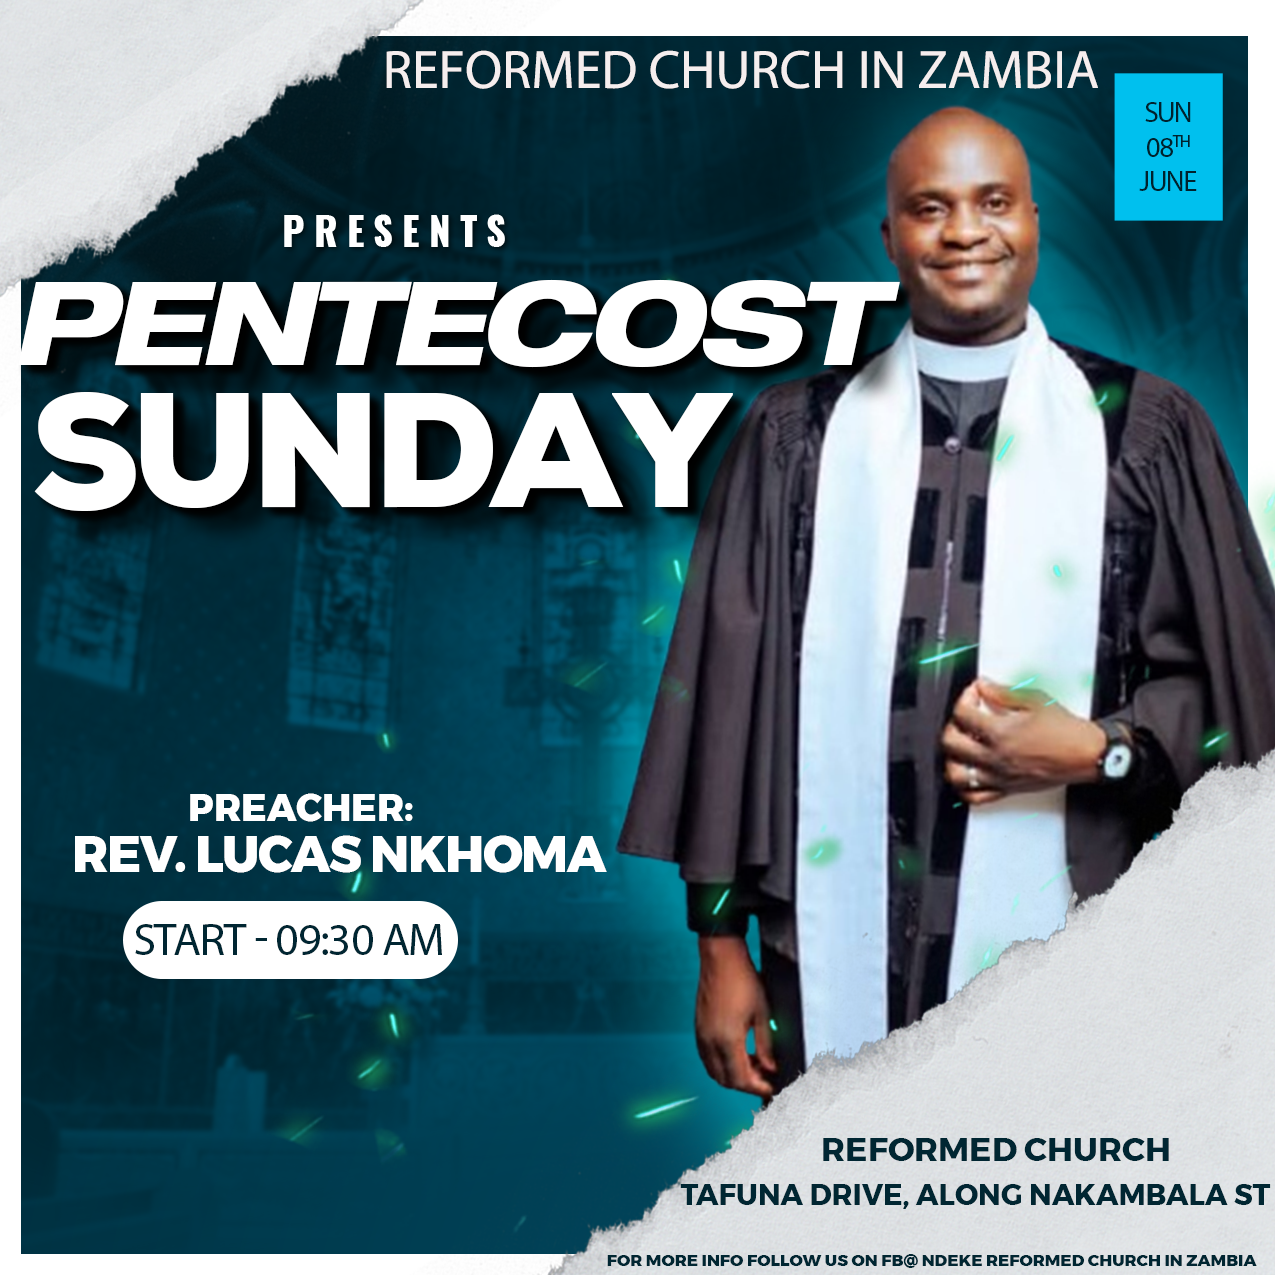 REFORMED CHURCH IN ZAMBIA
SUN
08TH
JUNE
PRESENTS
PENTECOST
SUNDAY
PREACHER:
REV. LUCAS NKHOMA
START - 09:30 AM
REFORMED CHURCH
TAFUNA DRIVE, ALONG NAKAMBALA ST
FOR MORE INFO FOLLOW US ON FB@ NDEKE REFORMED CHURCH IN ZAMBIA